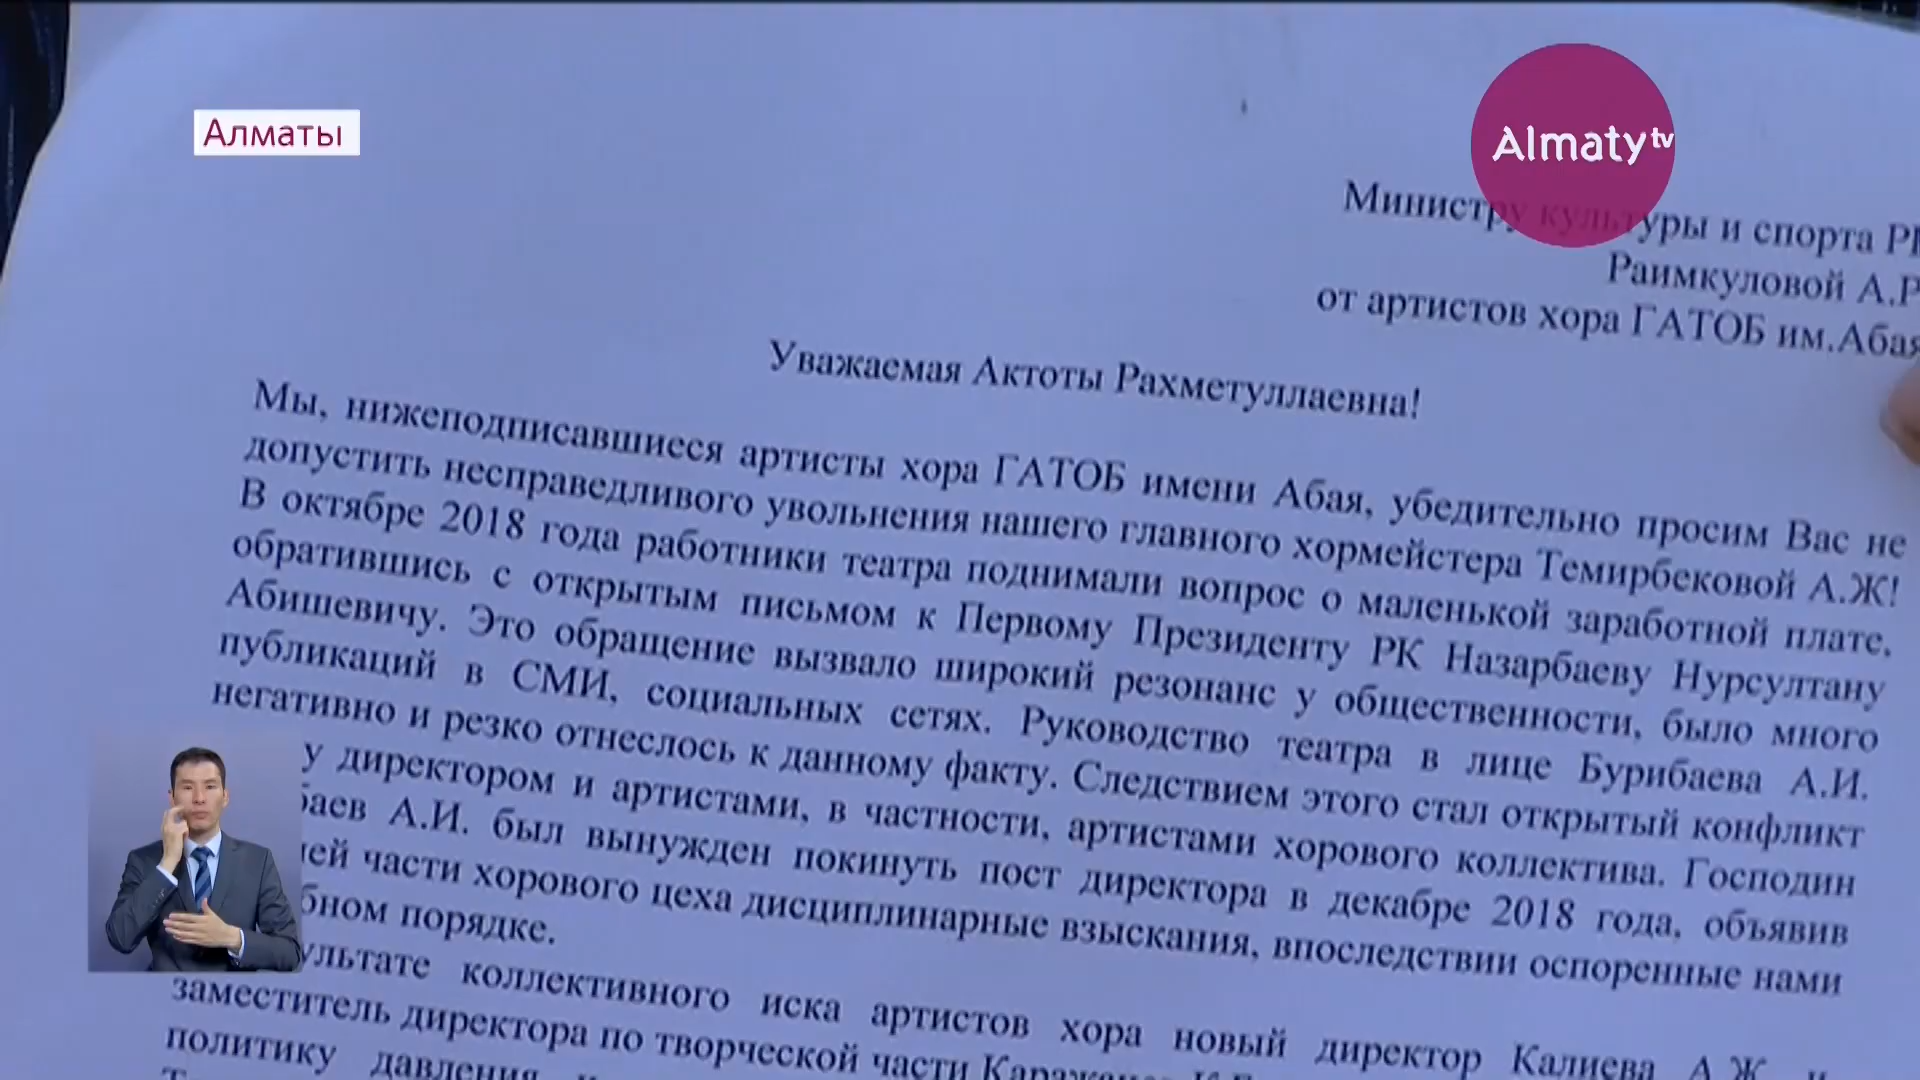 Алматы
Almaty tv
Министру культуры и спорта
Раимкуловой
от артистов хора ГАТОБ им.Абая
Уважаемая Актоты Рахметуллаевна!
Мы, нижеподписавшиеся артисты хора ГАТОБ имени Абая, убедительно просим Вас не
допустить несправедливого увольнения нашего главного хормейстера Темирбековой А.Ж!
В октябре 2018 года работники театра поднимали вопрос о маленькой заработной плате,
обратившись с открытым письмом к Первому Президенту РК Назарбаеву Нурсултану
Абишевичу. Это обращение вызвало широкий резонанс у общественности, было много
публикаций в СМИ, социальных сетях. Руководство театра в лице Бурибаева А.И.
негативно и резко отнеслось к данному факту. Следствием этого стал открытый конфликт
у директором и артистами, в частности, артистами хорового коллектива. Господин
баев А.И. был вынужден покинуть пост директора в декабре 2018 года, объявив
ей части хорового цеха дисциплинарные взыскания, впоследствии оспоренные нами
бном порядке.
ультате коллективного иска артистов хора новый директор Калиева А.Ж. и
заместитель директора по творческой части
политику давления